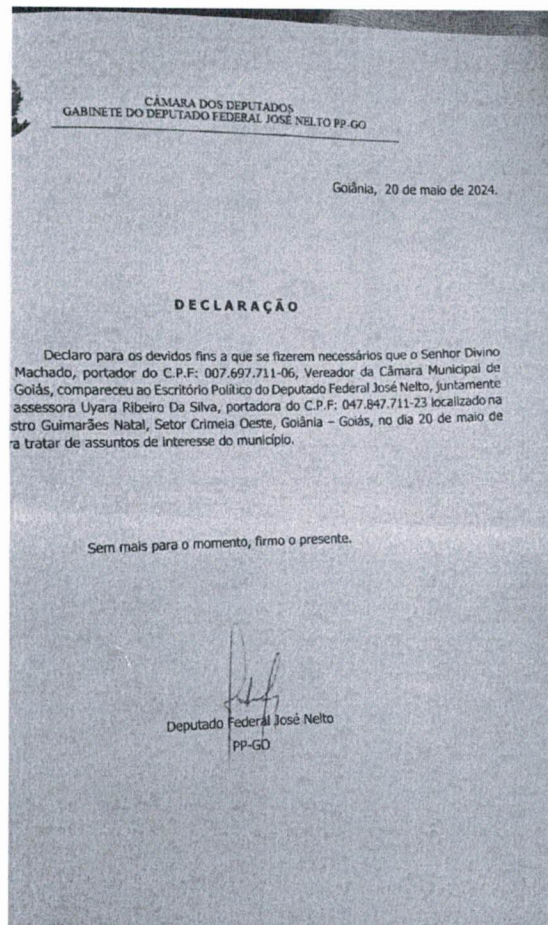 CÂMARA DOS DEPUTADOS
GABINETE DO DEPUTADO FEDERAL JOSÉ NELTO PP-GO
Goiânia, 20 de maio de 2024.
DECLARAÇÃO
Declaro para os devidos fins a que se fizerem necessários que o Senhor Divino
Machado, portador do C.P.F: 007.697.711-06, Vereador da Câmara Municipal de
Goiás, compareceu ao Escritório Político do Deputado Federal José Nelto, juntamente
assessora Uyara Ribeiro Da Silva, portadora do C.P.F: 047.847.711-23 localizado na
stro Guimarães Natal, Setor Crimeia Oeste, Goiânia – Goiás, no dia 20 de maio de
a tratar de assuntos de interesse do município.
Sem mais para o momento, firmo o presente.
Deputado Federal José Nelto
PP-GO